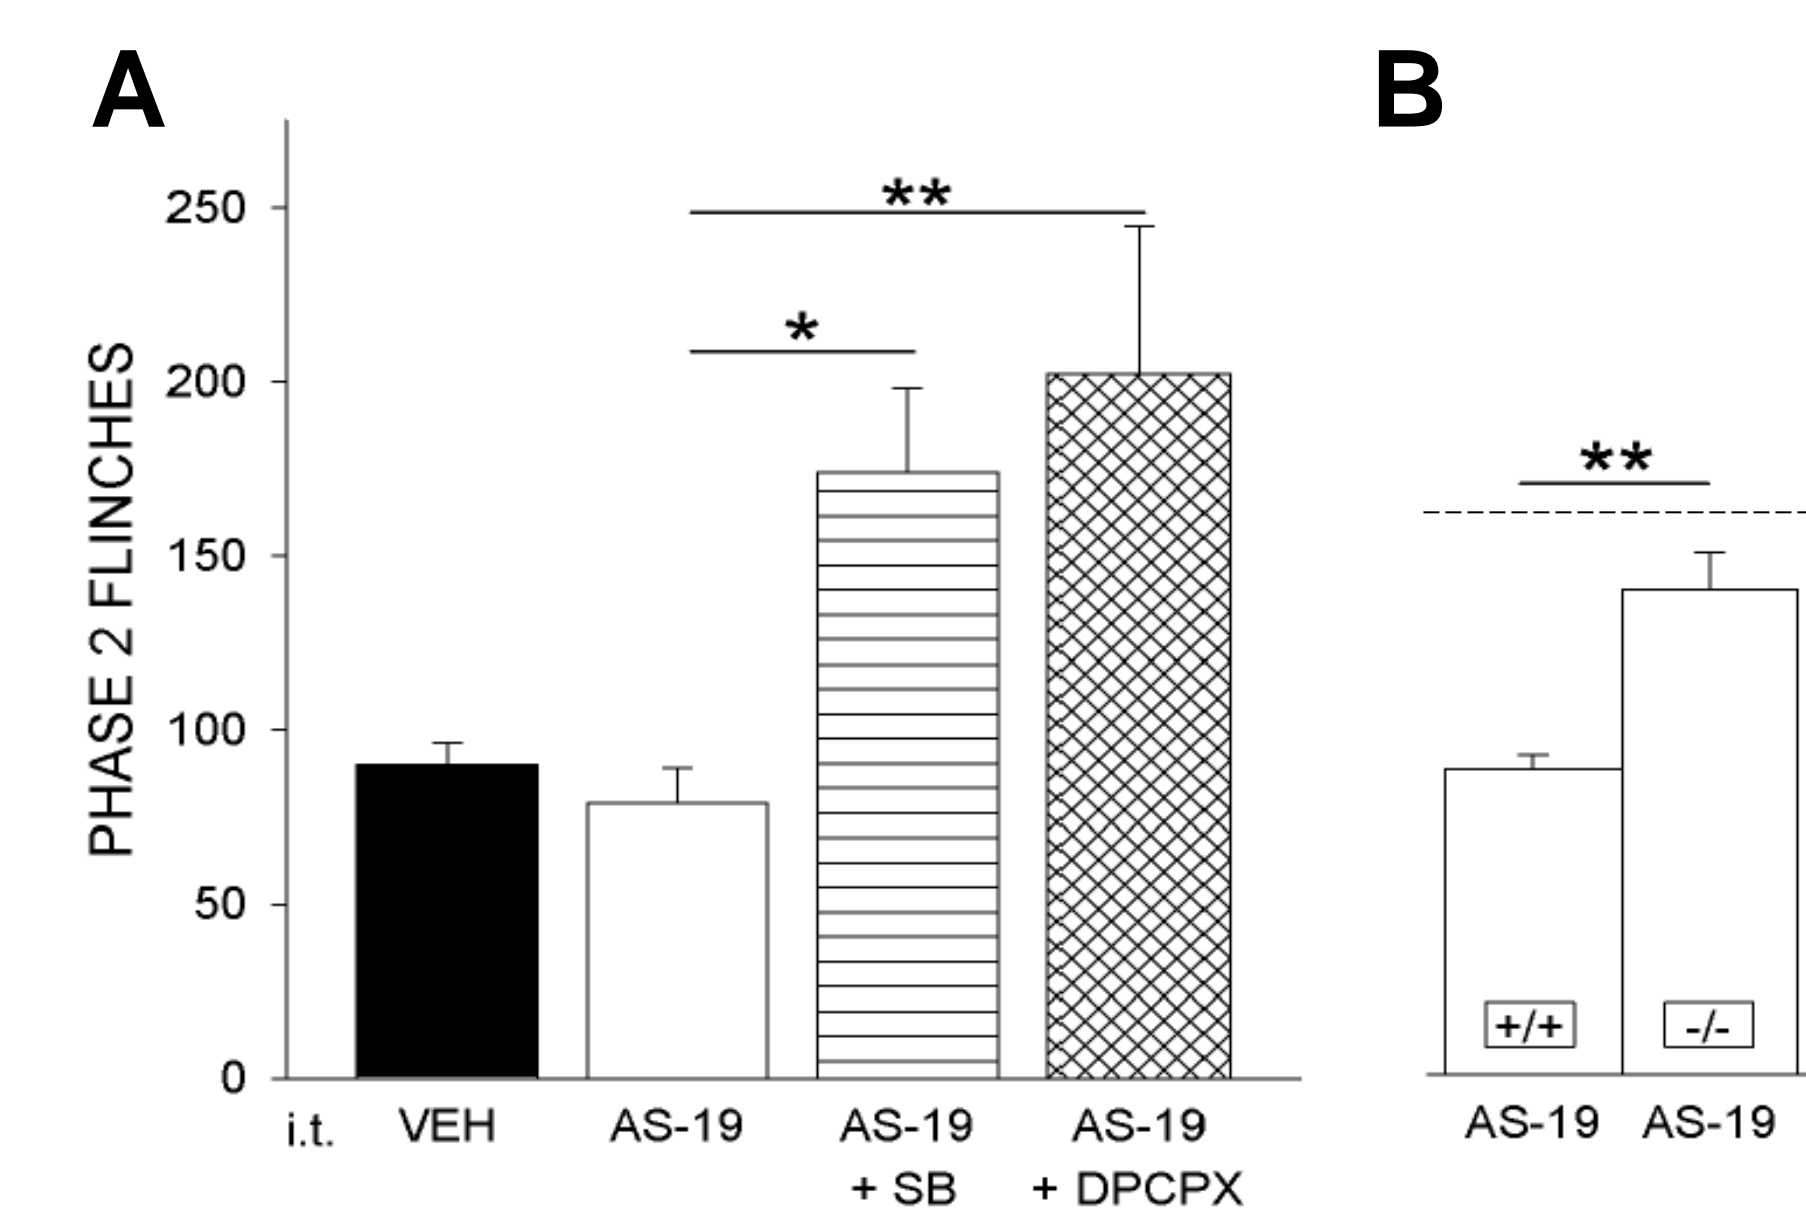 A
B
PHASE 2 FLINCHES
250
200
150
100
50
0
**
*
**
+/+
-/-
i.t.
VEH
AS-19
AS-19
+ SB
AS-19
+ DPCPX
AS-19
AS-19